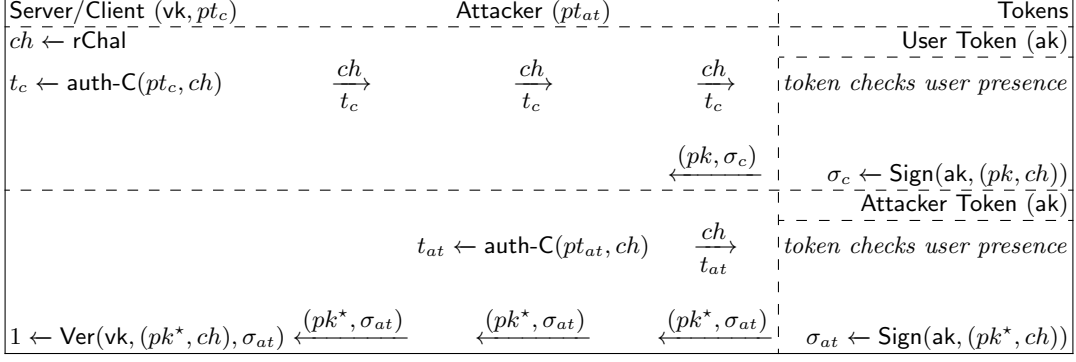 Server/Client (vk, pt_c) Attacker (pt_at) Tokens
ch ← rChal User Token (ak)
t_c ← auth-C(pt_c, ch) ch → t_c ch → t_c ch → t_c token checks user presence
(pk, σ_c) ← σ_c ← Sign(ak, (pk, ch))
Attacker Token (ak)
t_at ← auth-C(pt_at, ch) ch → t_at token checks user presence
1 ← Ver(vk, (pk⋆, ch), σ_at) (pk⋆, σ_at) ← (pk⋆, σ_at) ← (pk⋆, σ_at) ← σ_at ← Sign(ak, (pk⋆, ch))